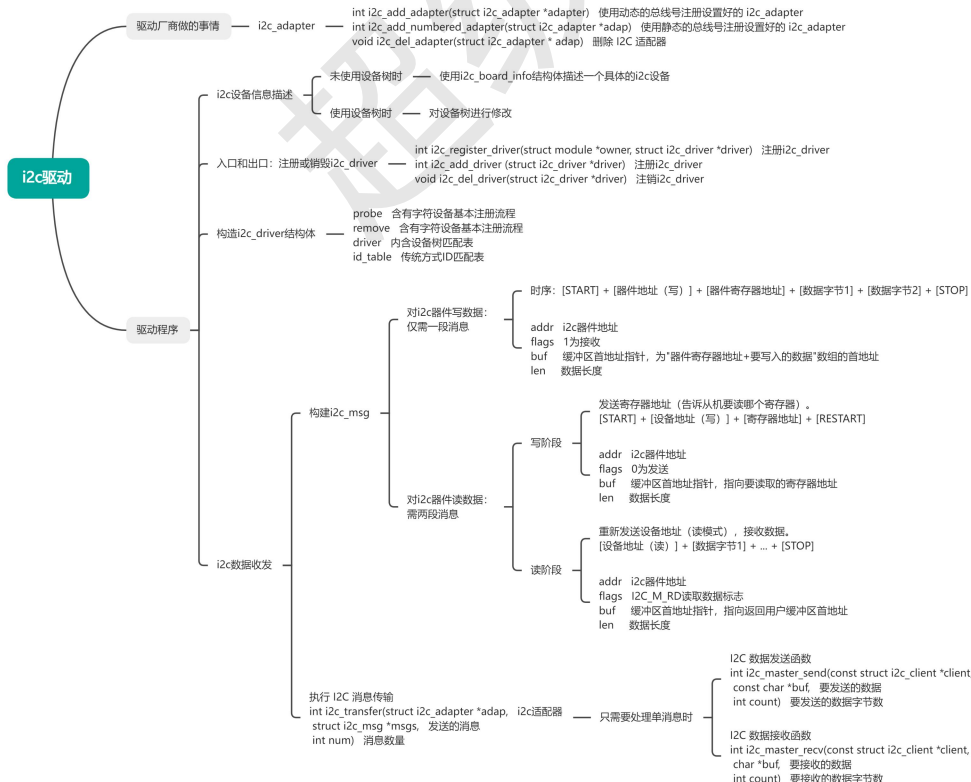 i2c驱动
驱动厂商做的事情
i2c_adapter
int i2c_add_adapter(struct i2c_adapter *adapter) 使用动态的总线号注册设置好的 i2c_adapter
int i2c_add_numbered_adapter(struct i2c_adapter *adap) 使用静态的总线号注册设置好的 i2c_adapter
void i2c_del_adapter(struct i2c_adapter * adap) 删除 I2C 适配器
驱动程序
i2c设备信息描述
未使用设备树时
使用i2c_board_info结构体描述一个具体的i2c设备
使用设备树时
对设备树进行修改
入口和出口：注册或销毁i2c_driver
int i2c_register_driver(struct module *owner, struct i2c_driver *driver) 注册i2c_driver
int i2c_add_driver (struct i2c_driver *driver) 注册i2c_driver
void i2c_del_driver(struct i2c_driver *driver) 注销i2c_driver
构造i2c_driver结构体
probe 含有字符设备基本注册流程
remove 含有字符设备基本注册流程
driver 内含设备树匹配表
id_table 传统方式ID匹配表
i2c数据收发
构建i2c_msg
对i2c器件写数据：
仅需一段消息
时序：[START] + [器件地址（写）] + [器件寄存器地址] + [数据字节1] + [数据字节2] + [STOP]
addr i2c器件地址
flags 1为接收
buf 缓冲区首地址指针，为"器件寄存器地址+要写入的数据"数组的首地址
len 数据长度
对i2c器件读数据：
需两段消息
写阶段
发送寄存器地址（告诉从机要读哪个寄存器）。
[START] + [设备地址（写）] + [寄存器地址] + [RESTART]
addr i2c器件地址
flags 0为发送
buf 缓冲区首地址指针，指向要读取的寄存器地址
len 数据长度
读阶段
重新发送设备地址（读模式），接收数据。
[设备地址（读）] + [数据字节1] + ... + [STOP]
addr i2c器件地址
flags I2C_M_RD读取数据标志
buf 缓冲区首地址指针，指向返回用户缓冲区首地址
len 数据长度
执行 I2C 消息传输
int i2c_transfer(struct i2c_adapter *adap, i2c适配器
struct i2c_msg *msgs, 发送的消息
int num) 消息数量
只需要处理单消息时
I2C 数据发送函数
int i2c_master_send(const struct i2c_client *client
const char *buf, 要发送的数据
int count) 要发送的数据字节数
I2C 数据接收函数
int i2c_master_recv(const struct i2c_client *client,
char *buf, 要接收的数据
int count) 要接收的数据字节数